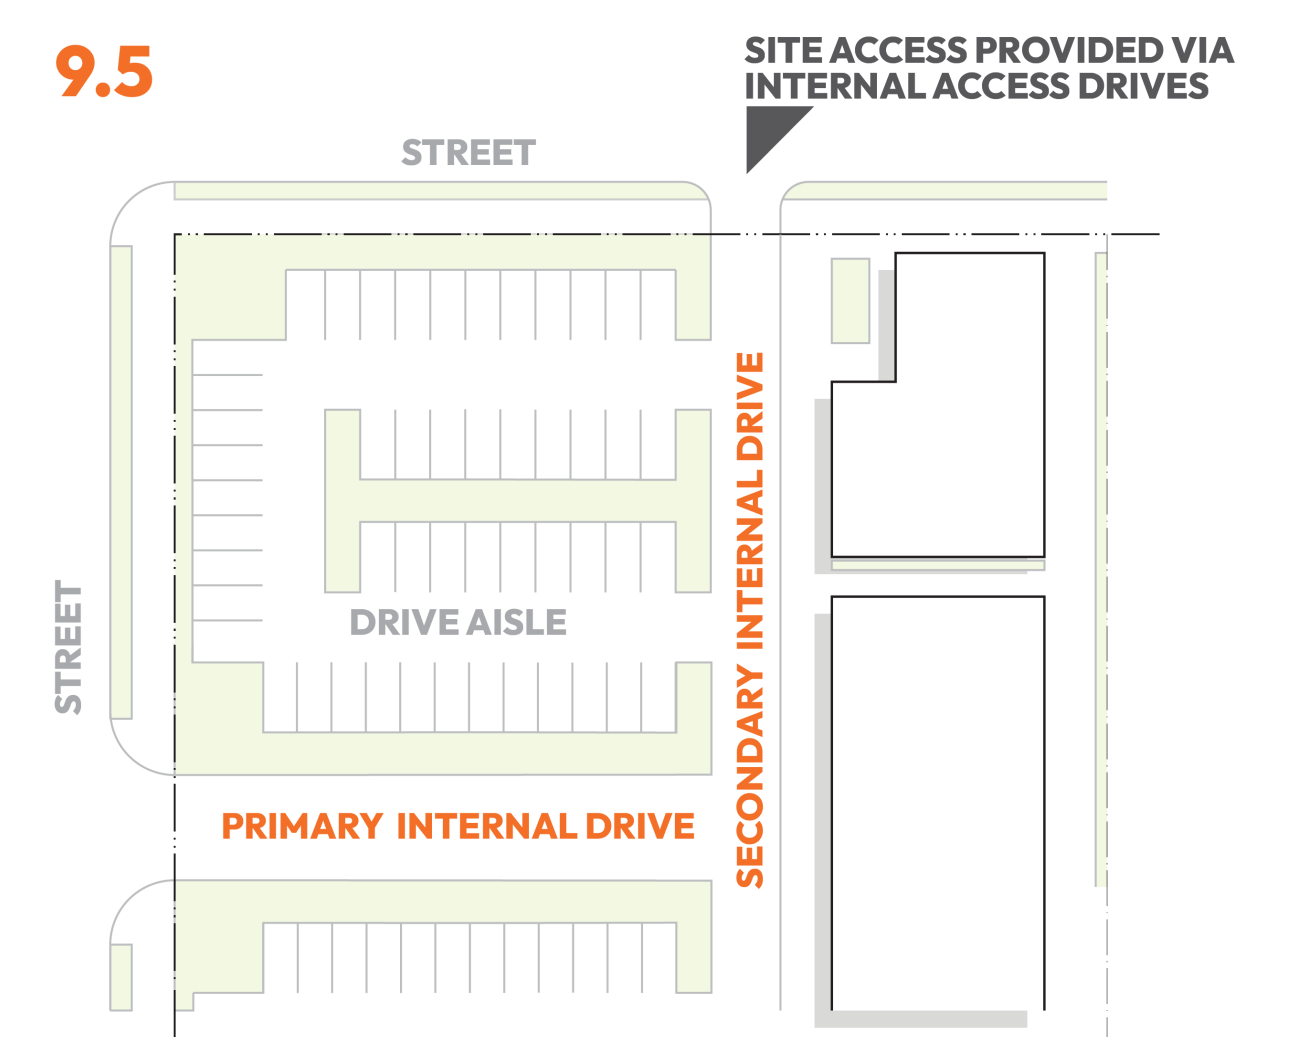 9.5
SITE ACCESS PROVIDED VIA
INTERNAL ACCESS DRIVES
STREET
SECONDARY INTERNAL DRIVE
STREET
DRIVE AISLE
PRIMARY INTERNAL DRIVE